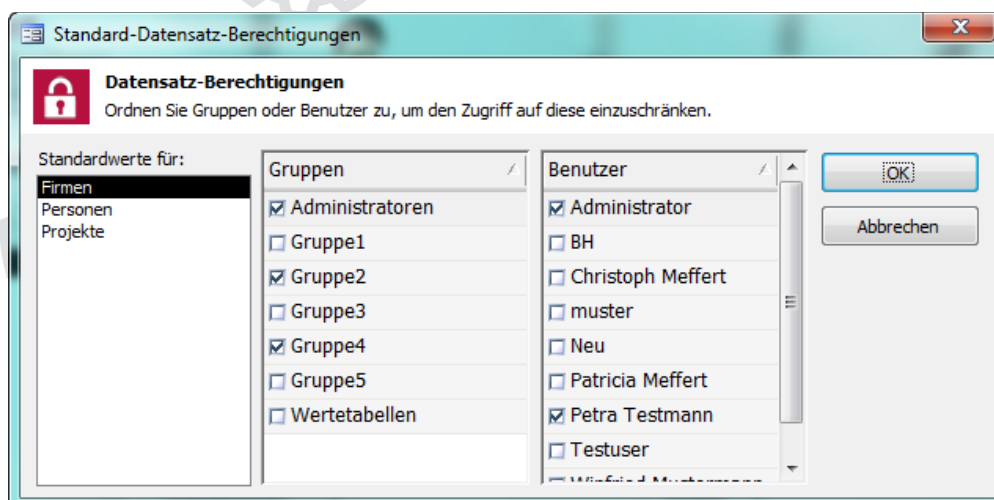 Standard-Datensatz-Berechtigungen
Datensatz-Berechtigungen
Ordnen Sie Gruppen oder Benutzer zu, um den Zugriff auf diese einzuschränken.
Standardwerte für:
Firmen
Personen
Projekte
Gruppen
Administratoren
Gruppe1
Gruppe2
Gruppe3
Gruppe4
Gruppe5
Wertetabellen
Benutzer
Administrator
BH
Christoph Meffert
muster
Neu
Patricia Meffert
Petra Testmann
Testuser
OK
Abbrechen